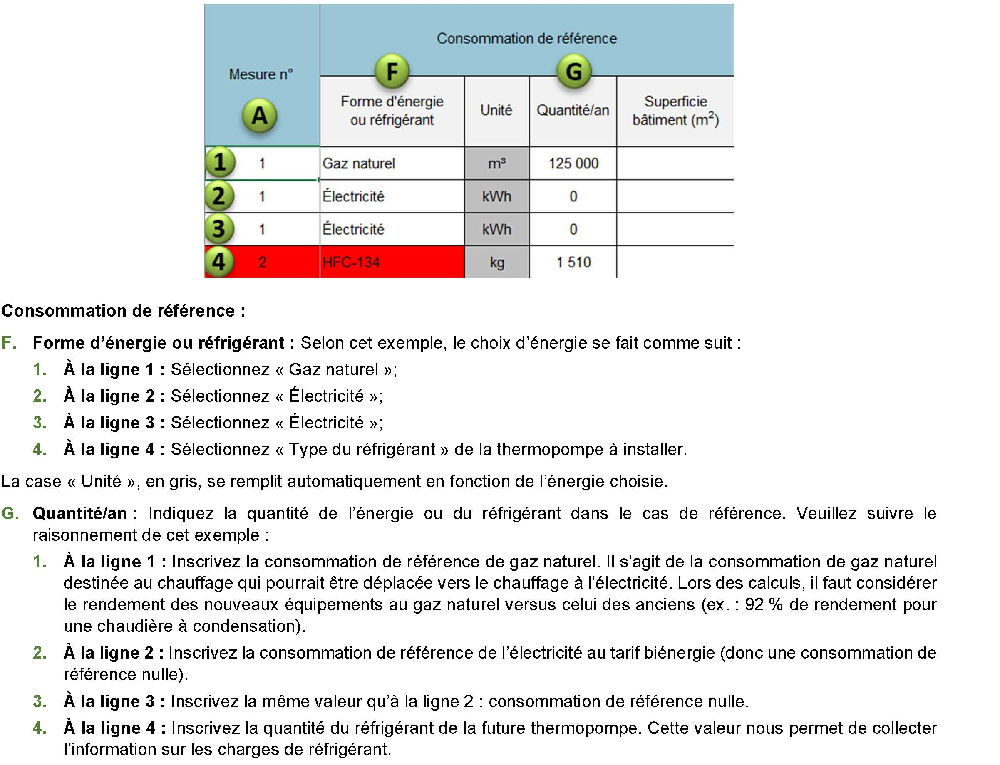 Consommation de référence
Mesure n°
F
G
A
Forme d'énergie
ou réfrigérant
Unité
Quantité/an
Superficie
bâtiment (m²)
1 1 Gaz naturel m³ 125 000
2 1 Électricité kWh 0
3 1 Électricité kWh 0
4 2 HFC-134 kg 1 510
Consommation de référence :
F. Forme d’énergie ou réfrigérant : Selon cet exemple, le choix d’énergie se fait comme suit :
1. À la ligne 1 : Sélectionnez « Gaz naturel »;
2. À la ligne 2 : Sélectionnez « Électricité »;
3. À la ligne 3 : Sélectionnez « Électricité »;
4. À la ligne 4 : Sélectionnez « Type du réfrigérant » de la thermopompe à installer.
La case « Unité », en gris, se remplit automatiquement en fonction de l’énergie choisie.
G. Quantité/an : Indiquez la quantité de l’énergie ou du réfrigérant dans le cas de référence. Veuillez suivre le
raisonnement de cet exemple :
1. À la ligne 1 : Inscrivez la consommation de référence de gaz naturel. Il s'agit de la consommation de gaz naturel
destinée au chauffage qui pourrait être déplacée vers le chauffage à l'électricité. Lors des calculs, il faut considérer
le rendement des nouveaux équipements au gaz naturel versus celui des anciens (ex. : 92 % de rendement pour
une chaudière à condensation).
2. À la ligne 2 : Inscrivez la consommation de référence de l’électricité au tarif biénergie (donc une consommation de
référence nulle).
3. À la ligne 3 : Inscrivez la même valeur qu’à la ligne 2 : consommation de référence nulle.
4. À la ligne 4 : Inscrivez la quantité du réfrigérant de la future thermopompe. Cette valeur nous permet de collecter
l’information sur les charges de réfrigérant.